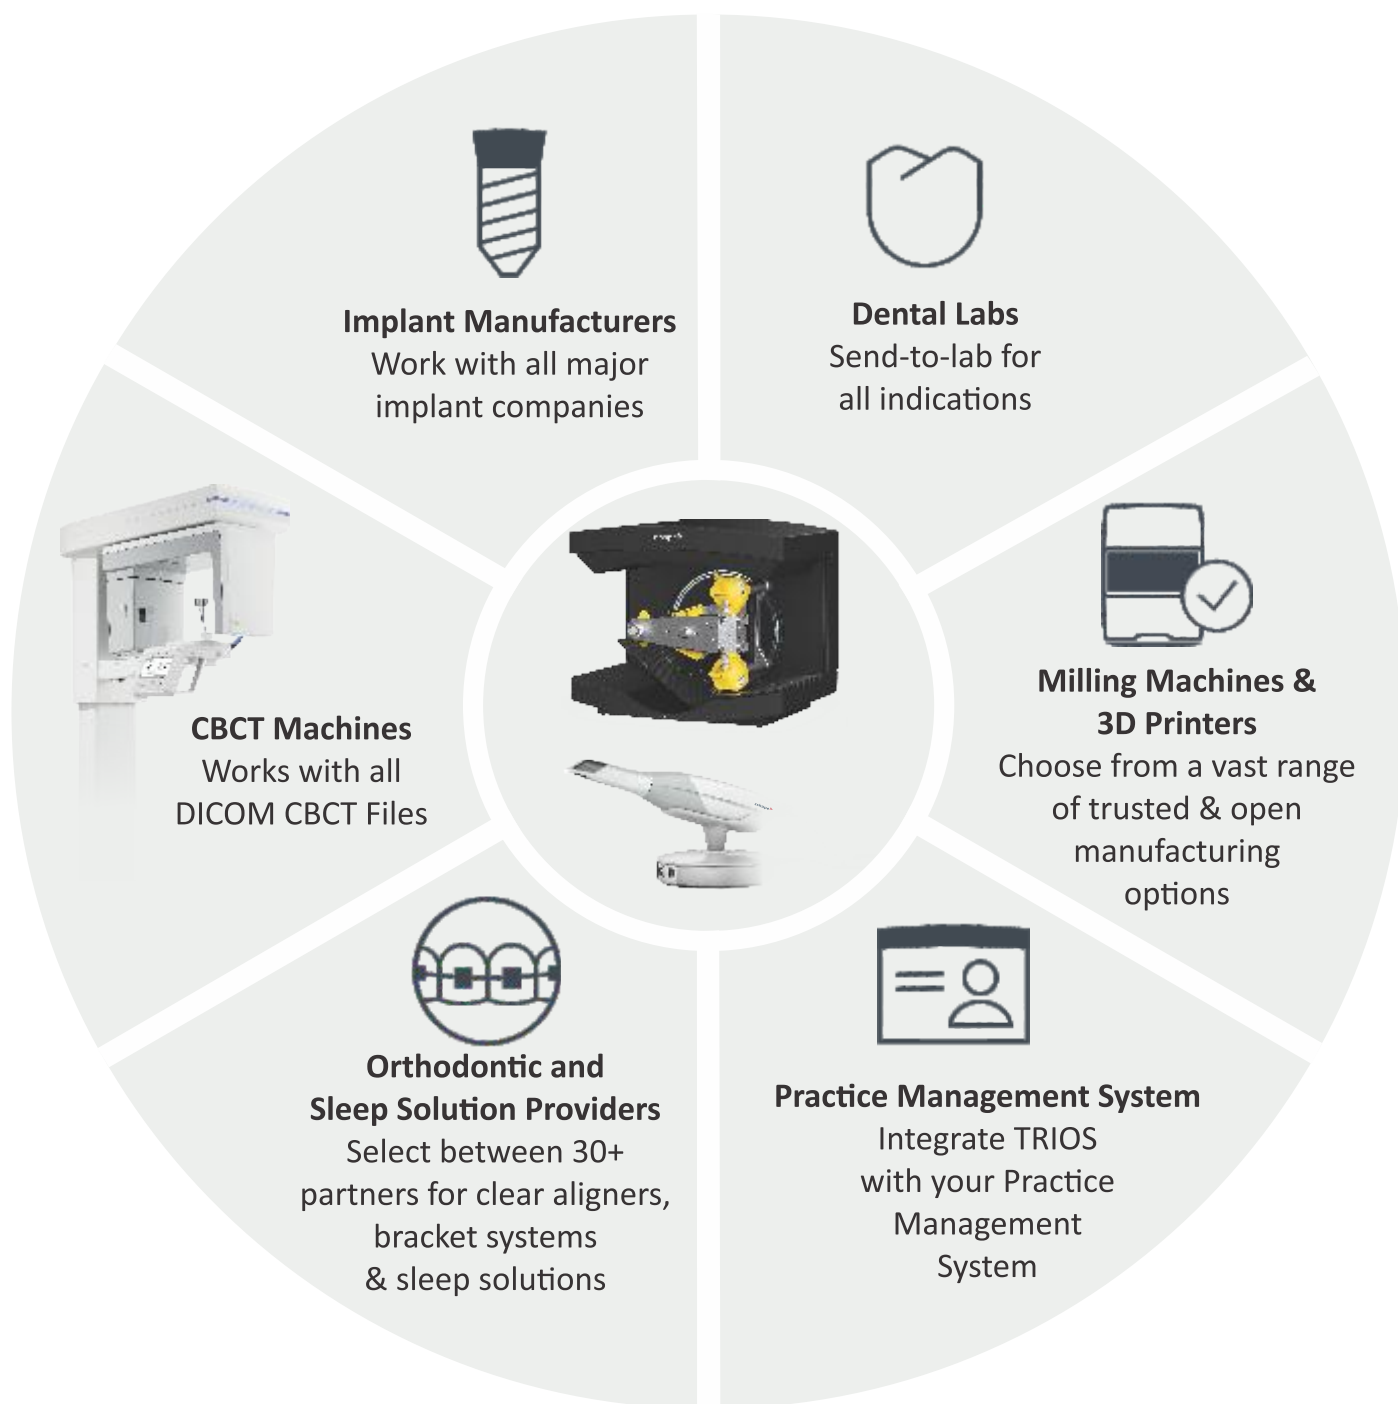 Implant Manufacturers
Work with all major
implant companies
Dental Labs
Send-to-lab for
all indications
Milling Machines &
3D Printers
Choose from a vast range
of trusted & open
manufacturing
options
Practice Management System
Integrate TRIOS
with your Practice
Management
System
Orthodontic and
Sleep Solution Providers
Select between 30+
partners for clear aligners,
bracket systems
& sleep solutions
CBCT Machines
Works with all
DICOM CBCT Files